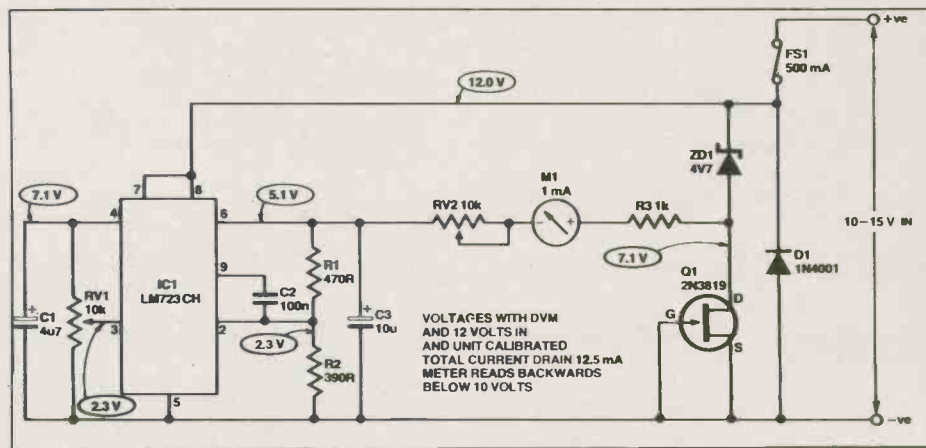 +ve
FS1
500 mA
12.0 V
ZD1
4V7
7
8
M1
1 mA
7.1 V
5.1 V
4
6
RV2 10k
-
+
R3 1k
10–15 V IN
7.1 V
IC1
LM723 CH
9
R1
470R
D1
1N4001
Q1
2N3819
RV1
10k
C2
100n
+
C1
4u7
+
C3
10u
D
G
S
3
2
VOLTAGES WITH DVM
AND 12 VOLTS IN
AND UNIT CALIBRATED
TOTAL CURRENT DRAIN 12.5 mA
METER READS BACKWARDS
BELOW 10 VOLTS
2.3 V
R2
390R
2.3 V
5
–ve